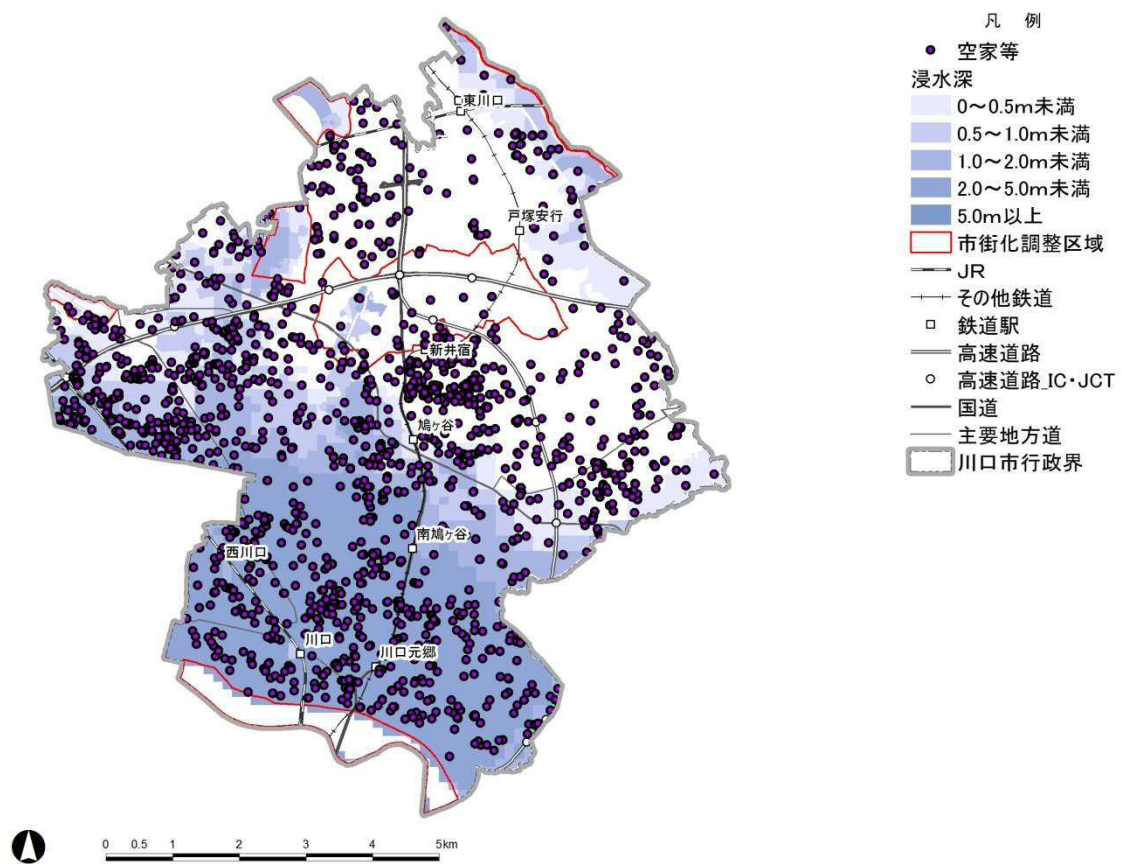 凡 例
空家等
浸水深
0～0.5m未満
0.5～1.0m未満
1.0～2.0m未満
2.0～5.0m未満
5.0m以上
市街化調整区域
JR
その他鉄道
鉄道駅
高速道路
高速道路_IC・JCT
国道
主要地方道
川口市行政界
東川口
戸塚安行
新井宿
鳩ヶ谷
南鳩ヶ谷
西川口
川口
川口元郷
0 0.5 1 2 3 4 5km